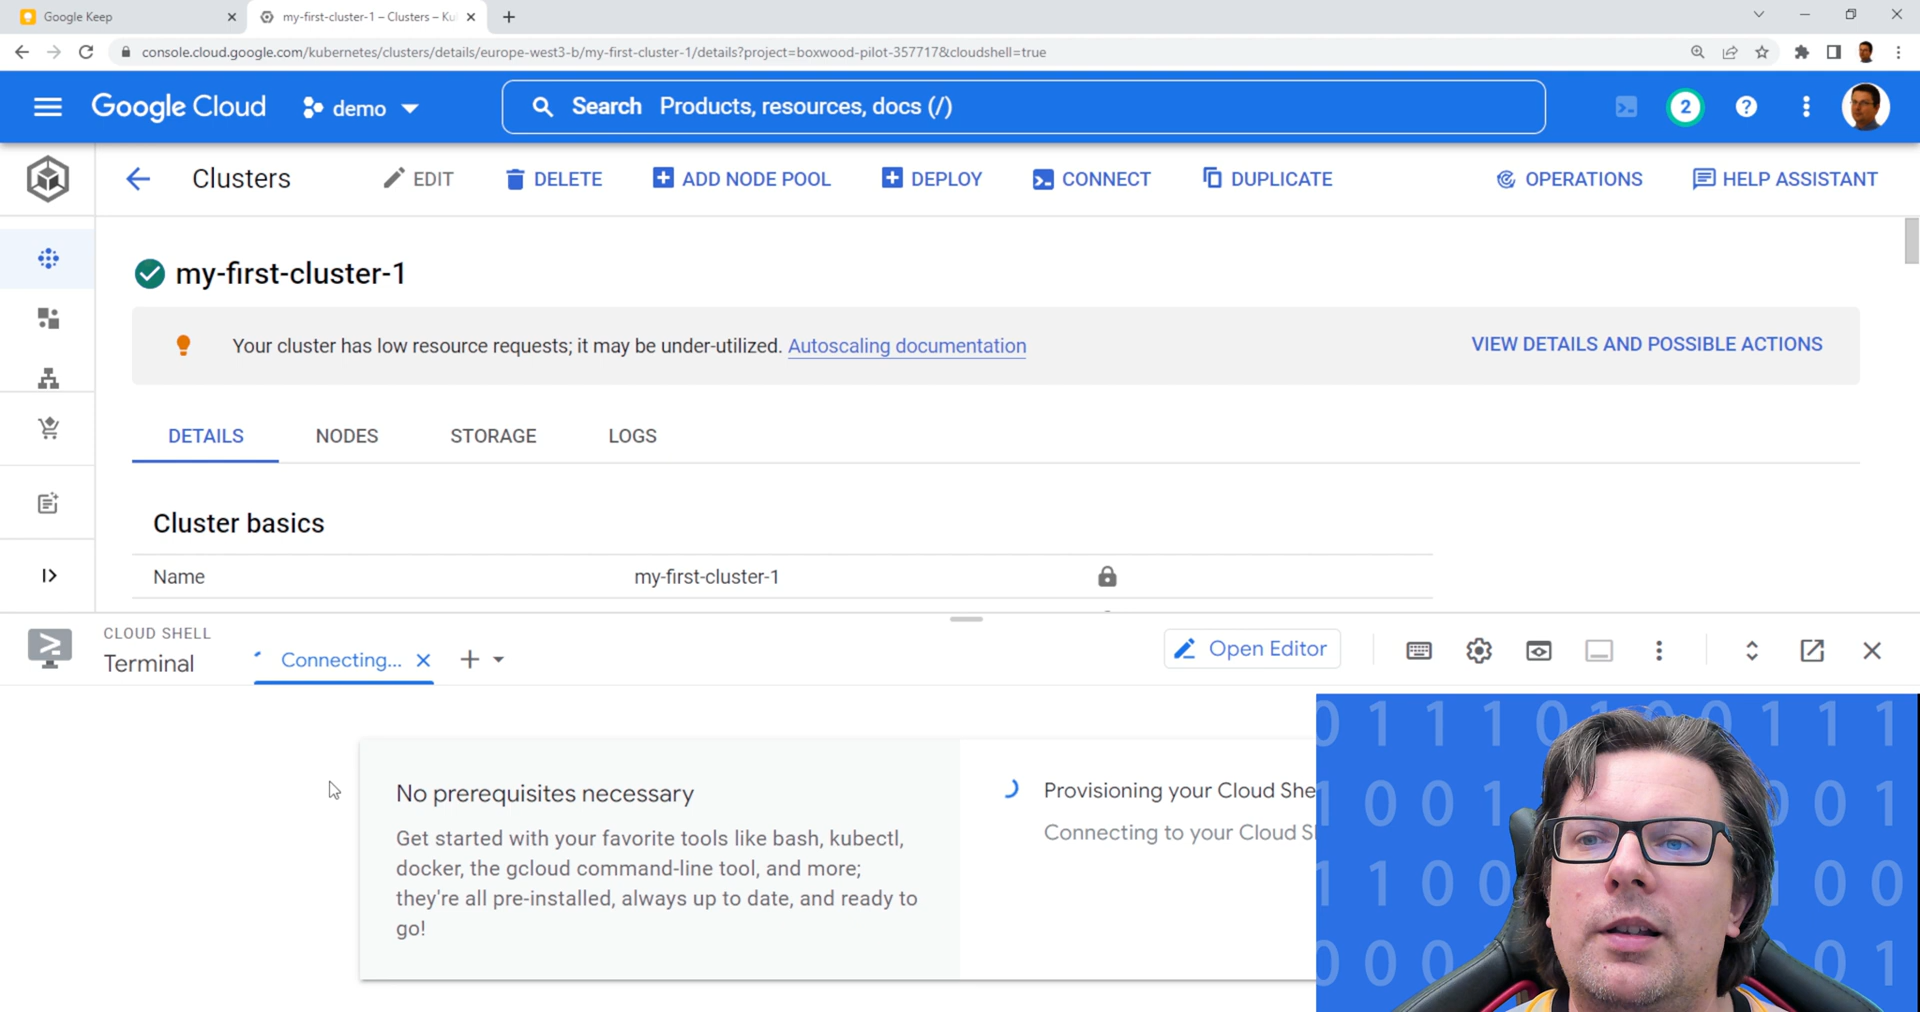 Google Keep
my-first-cluster-1 – Clusters – Ku
console.cloud.google.com/kubernetes/clusters/details/europe-west3-b/my-first-cluster-1/details?project=boxwood-pilot-357717&cloudshell=true
Google Cloud
demo
Search Products, resources, docs (/)
2
Clusters
EDIT
DELETE
ADD NODE POOL
DEPLOY
CONNECT
DUPLICATE
OPERATIONS
HELP ASSISTANT
my-first-cluster-1
Your cluster has low resource requests; it may be under-utilized. Autoscaling documentation
VIEW DETAILS AND POSSIBLE ACTIONS
DETAILS
NODES
STORAGE
LOGS
Cluster basics
Name my-first-cluster-1
CLOUD SHELL
Terminal
Connecting...
Open Editor
No prerequisites necessary
Get started with your favorite tools like bash, kubectl,
docker, the gcloud command-line tool, and more;
they're all pre-installed, always up to date, and ready to
go!
Provisioning your Cloud She
Connecting to your Cloud S